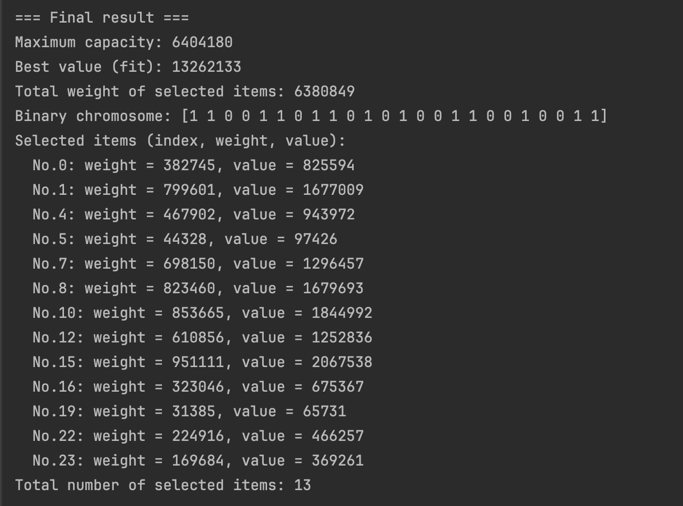 === Final result ===
Maximum capacity: 6404180
Best value (fit): 13262133
Total weight of selected items: 6380849
Binary chromosome: [1 1 0 0 1 1 0 1 1 0 1 0 1 0 0 1 1 0 0 1 0 0 1 1]
Selected items (index, weight, value):
No.0: weight = 382745, value = 825594
No.1: weight = 799601, value = 1677009
No.4: weight = 467902, value = 943972
No.5: weight = 44328, value = 97426
No.7: weight = 698150, value = 1296457
No.8: weight = 823460, value = 1679693
No.10: weight = 853665, value = 1844992
No.12: weight = 610856, value = 1252836
No.15: weight = 951111, value = 2067538
No.16: weight = 323046, value = 675367
No.19: weight = 31385, value = 65731
No.22: weight = 224916, value = 466257
No.23: weight = 169684, value = 369261
Total number of selected items: 13